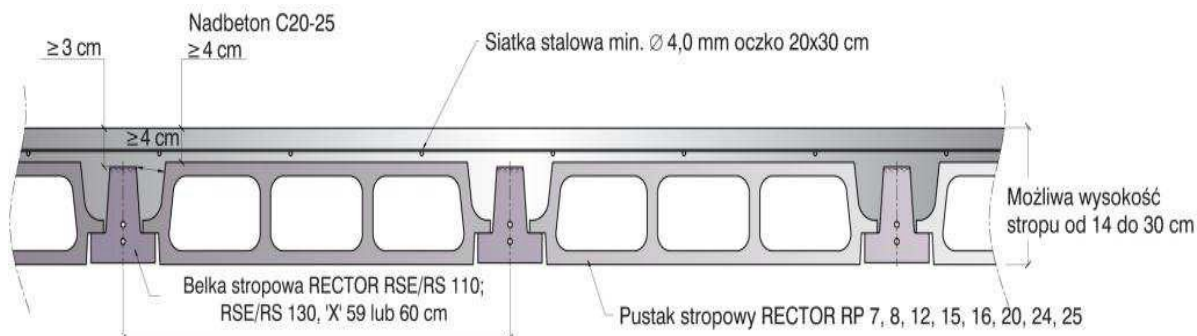 Nadbeton C20-25
≥ 3 cm
≥ 4 cm
Siatka stalowa min. Ø 4,0 mm oczko 20x30 cm
≥ 4 cm
Możliwa wysokość
stropu od 14 do 30 cm
Belka stropowa RECTOR RSE/RS 110;
RSE/RS 130, 'X' 59 lub 60 cm
Pustak stropowy RECTOR RP 7, 8, 12, 15, 16, 20, 24, 25